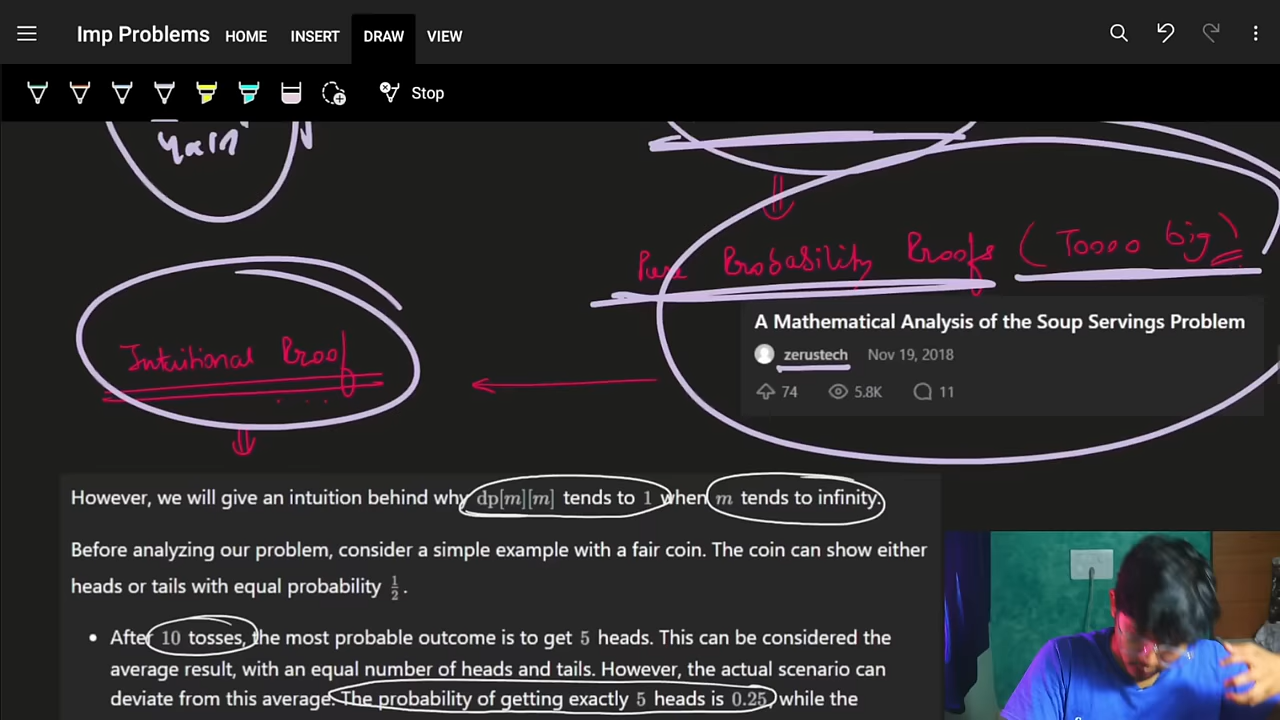 Imp Problems HOME INSERT DRAW VIEW
Stop
Pure Probability Proofs (Toooo big)
A Mathematical Analysis of the Soup Servings Problem
zerustech Nov 19, 2018
74 5.8K 11
Intuitional Proof
However, we will give an intuition behind why dp[m][m] tends to 1 when m tends to infinity.
Before analyzing our problem, consider a simple example with a fair coin. The coin can show either
heads or tails with equal probability 1/2.
• After 10 tosses, the most probable outcome is to get 5 heads. This can be considered the
average result, with an equal number of heads and tails. However, the actual scenario can
deviate from this average. The probability of getting exactly 5 heads is 0.25, while the